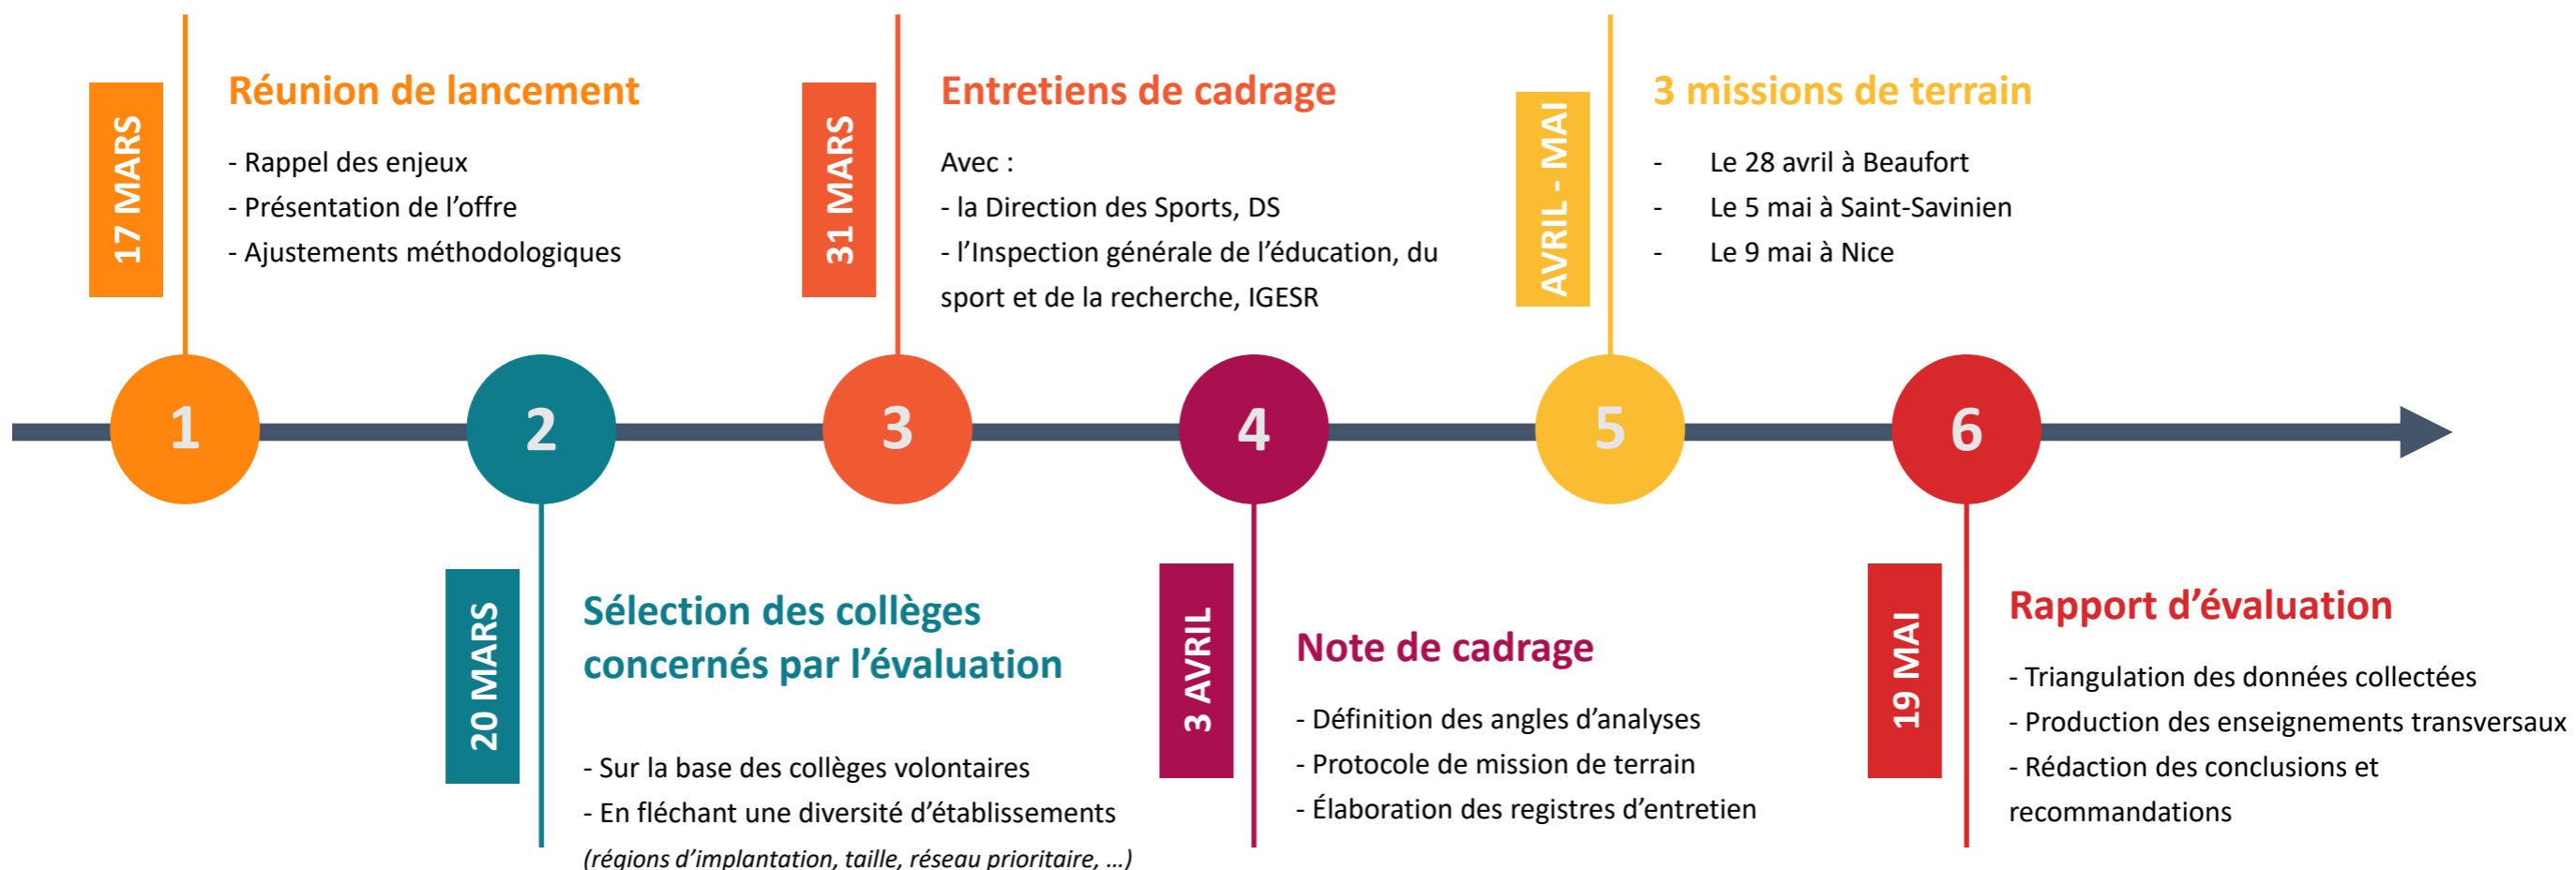 17 MARS
Réunion de lancement
- Rappel des enjeux
- Présentation de l’offre
- Ajustements méthodologiques
1
20 MARS
Sélection des collèges
concernés par l’évaluation
- Sur la base des collèges volontaires
- En fléchant une diversité d’établissements
(régions d’implantation, taille, réseau prioritaire, …)
2
31 MARS
Entretiens de cadrage
Avec :
- la Direction des Sports, DS
- l’Inspection générale de l’éducation, du
sport et de la recherche, IGESR
3
3 AVRIL
Note de cadrage
- Définition des angles d’analyses
- Protocole de mission de terrain
- Élaboration des registres d’entretien
4
AVRIL - MAI
3 missions de terrain
- Le 28 avril à Beaufort
- Le 5 mai à Saint-Savinien
- Le 9 mai à Nice
5
19 MAI
Rapport d’évaluation
- Triangulation des données collectées
- Production des enseignements transversaux
- Rédaction des conclusions et
recommandations
6